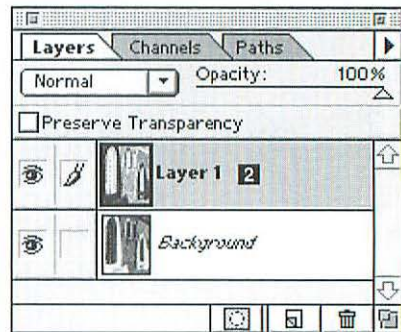 Layers Channels Paths
Normal Opacity: 100%
Preserve Transparency
Layer 1 2
Background